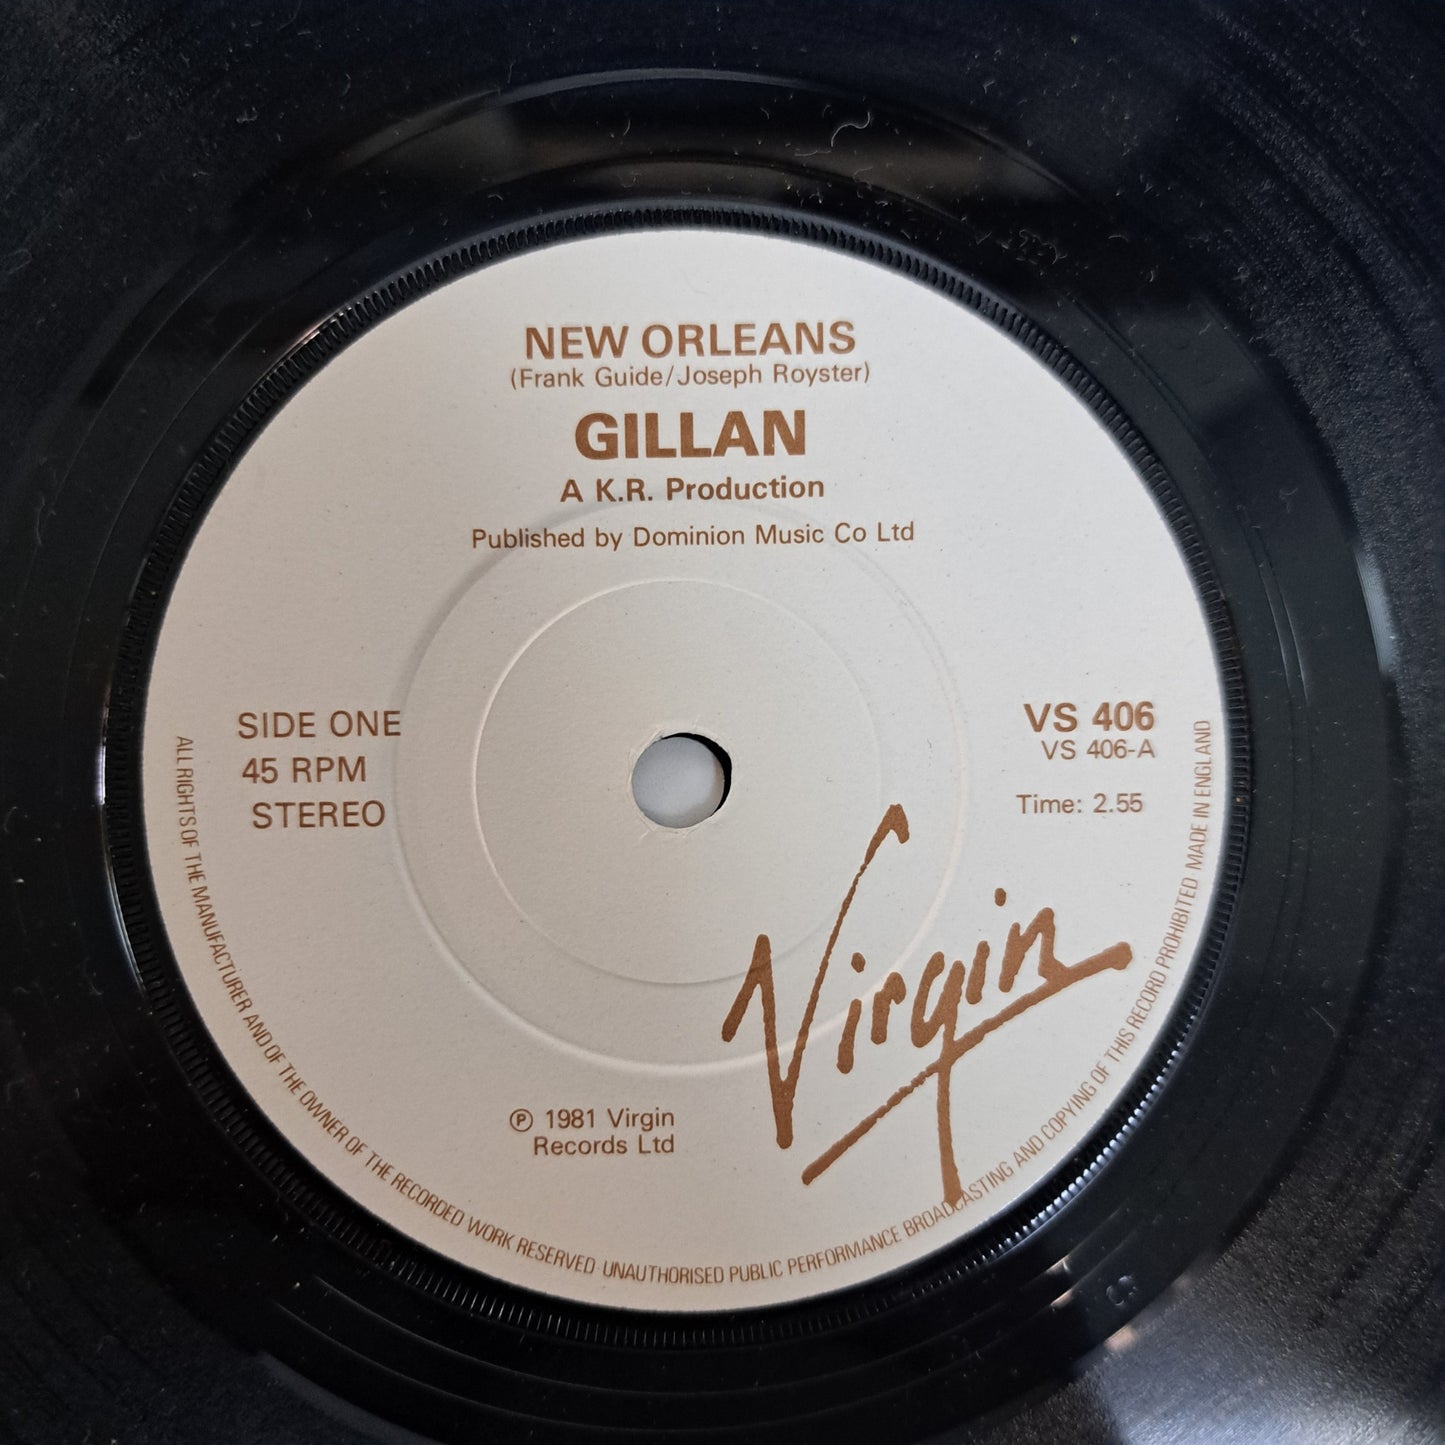 NEW ORLEANS
(Frank Guide/Joseph Royster)
GILLAN
A K.R. Production
Published by Dominion Music Co Ltd
SIDE ONE
45 RPM
STEREO
VS 406
VS 406-A
Time: 2.55
Virgin
℗ 1981 Virgin
Records Ltd
ALL RIGHTS OF THE MANUFACTURER AND OF THE OWNER OF THE RECORDED WORK RESERVED UNAUTHORISED PUBLIC PERFORMANCE BROADCASTING AND COPYING OF THIS RECORD PROHIBITED MADE IN ENGLAND